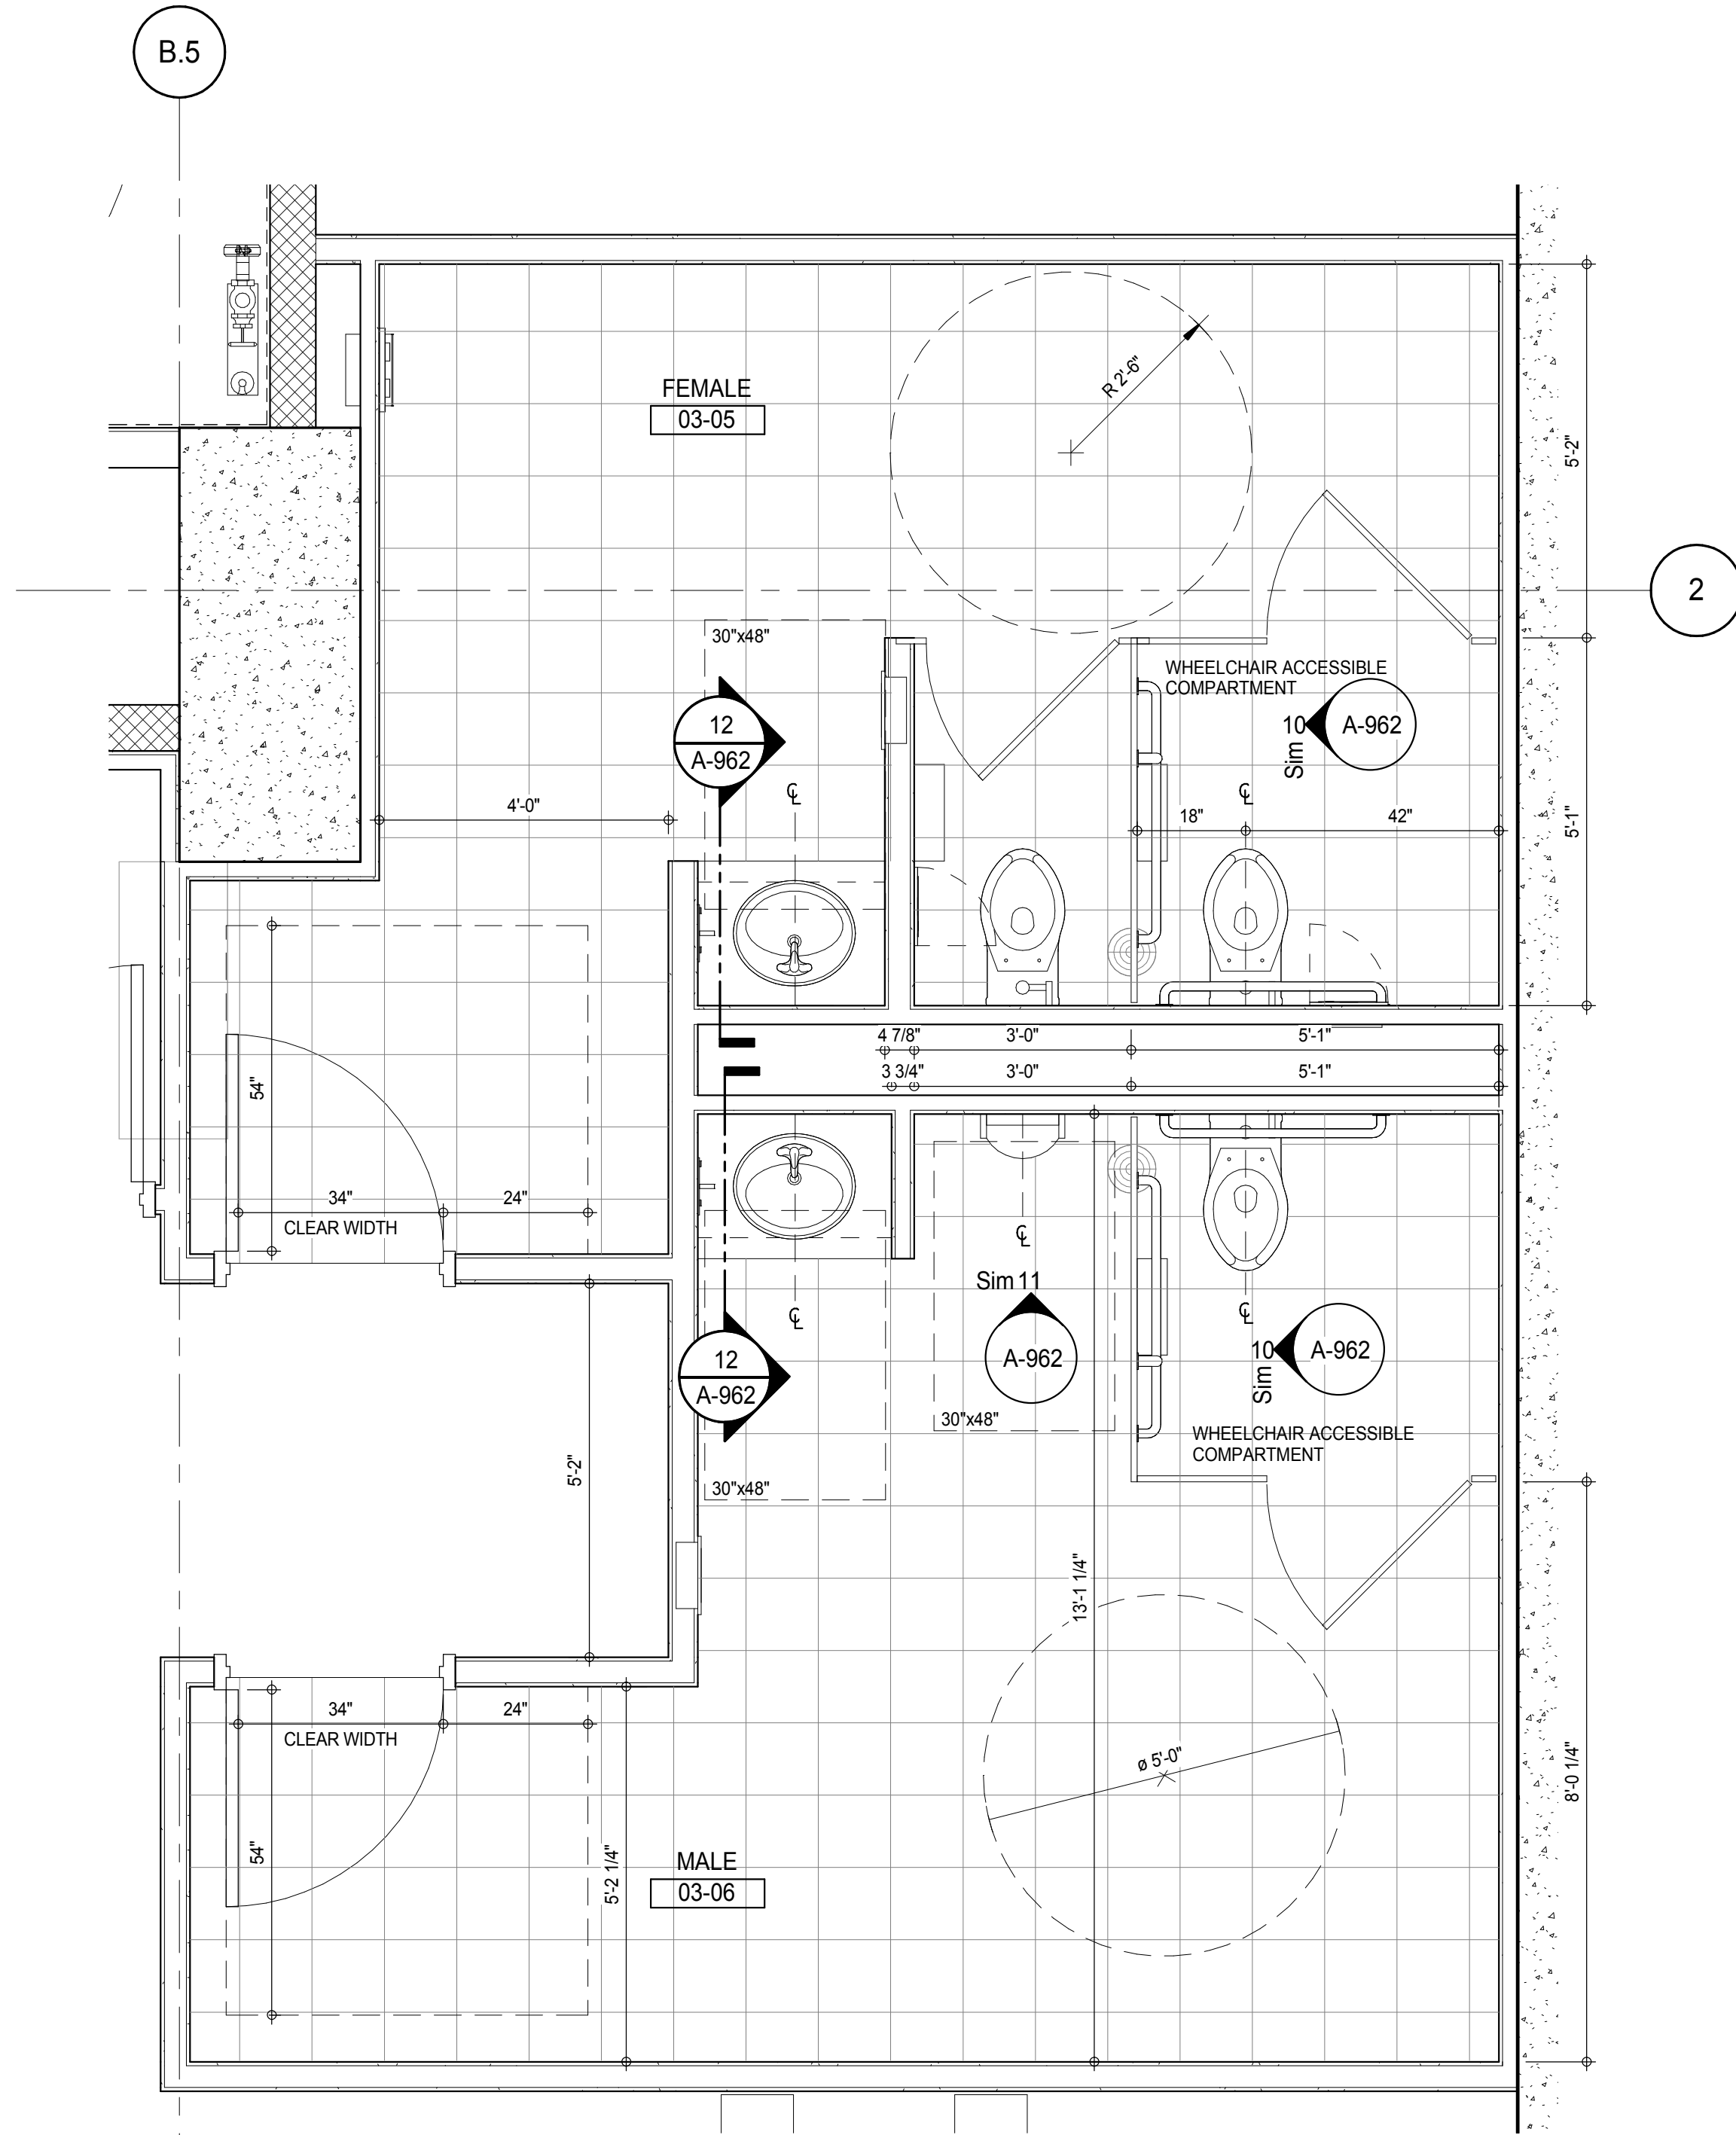 B.5
FEMALE
03-05
R 2'-6"
5'-2"
2
30"x48"
WHEELCHAIR ACCESSIBLE
COMPARTMENT
12
A-962
10
Sim
A-962
℄
4'-0"
℄
18"
42"
5'-1"
4 7/8"
3'-0"
5'-1"
3 3/4"
3'-0"
5'-1"
54"
34"
24"
CLEAR WIDTH
℄
Sim 11
A-962
℄
℄
12
A-962
10
Sim
A-962
30"x48"
WHEELCHAIR ACCESSIBLE
COMPARTMENT
5'-2"
30"x48"
13'-1 1/4"
34"
24"
CLEAR WIDTH
ø 5'-0"
8'-0 1/4"
54"
5'-2 1/4"
MALE
03-06